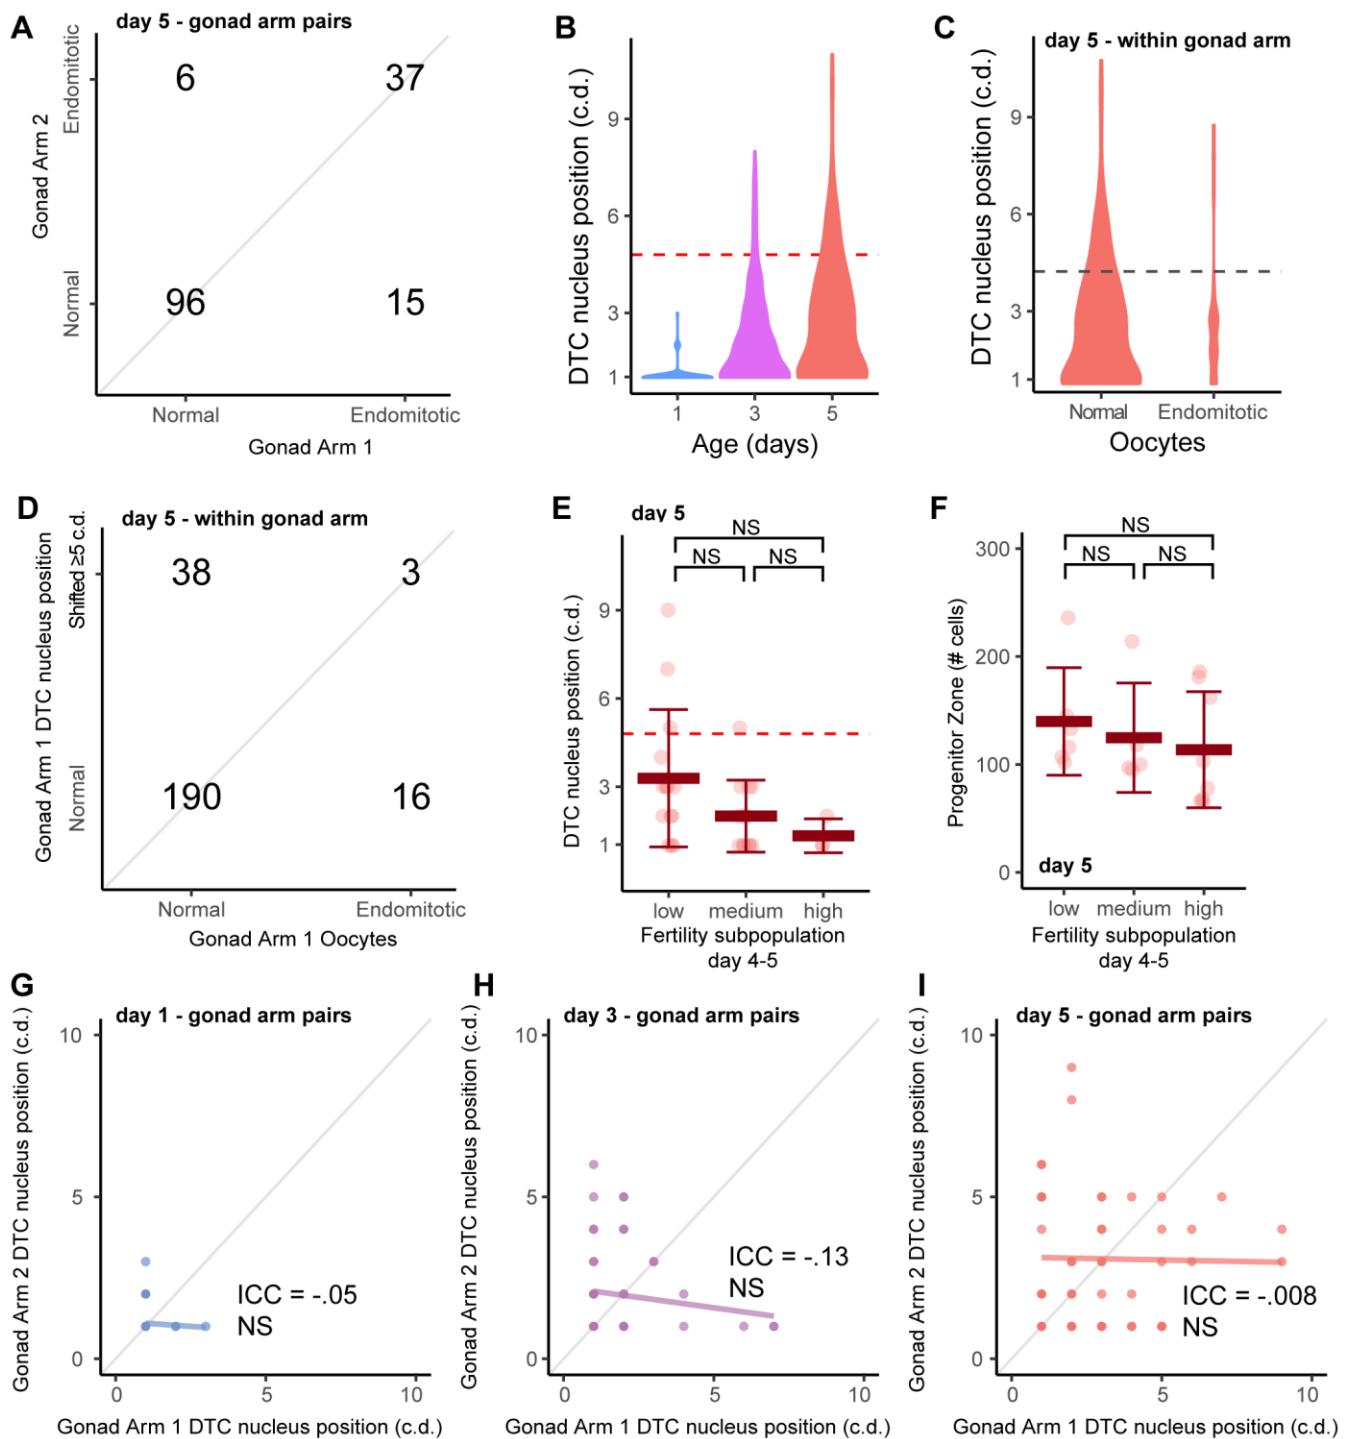 A
day 5 - gonad arm pairs
Gonad Arm 2
Endomitotic
Normal
6
37
96
15
Normal
Endomitotic
Gonad Arm 1
B
DTC nucleus position (c.d.)
9
6
3
1
1
3
5
Age (days)
C
day 5 - within gonad arm
DTC nucleus position (c.d.)
9
6
3
1
Normal
Endomitotic
Oocytes
D
day 5 - within gonad arm
Gonad Arm 1 DTC nucleus position
Shifted ≥5 c.d.
Normal
38
3
190
16
Normal
Endomitotic
Gonad Arm 1 Oocytes
E
day 5
NS
NS
NS
DTC nucleus position (c.d.)
9
6
3
1
low
medium
high
Fertility subpopulation
day 4-5
F
NS
NS
NS
Progenitor Zone (# cells)
300
200
100
0
day 5
low
medium
high
Fertility subpopulation
day 4-5
G
day 1 - gonad arm pairs
Gonad Arm 2 DTC nucleus position (c.d.)
10
5
0
ICC = -.05
NS
0
5
10
Gonad Arm 1 DTC nucleus position (c.d.)
H
day 3 - gonad arm pairs
Gonad Arm 2 DTC nucleus position (c.d.)
10
5
0
ICC = -.13
NS
0
5
10
Gonad Arm 1 DTC nucleus position (c.d.)
I
day 5 - gonad arm pairs
Gonad Arm 2 DTC nucleus position (c.d.)
10
5
0
ICC = -.008
NS
0
5
10
Gonad Arm 1 DTC nucleus position (c.d.)